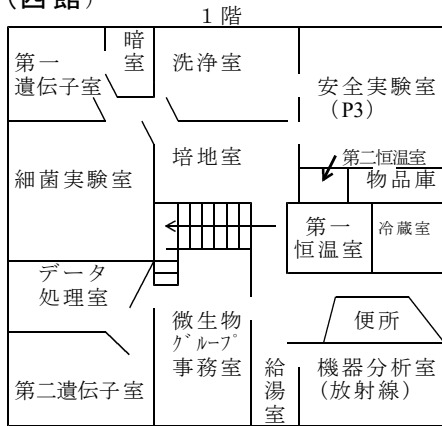 (西館)
1階
第一
遺伝子室
暗
室
洗浄室
安全実験室
(P3)
細菌実験室
培地室
第二恒温室
物品庫
第一
恒温室
冷蔵室
データ
処理室
微生物
グループ
事務室
便所
第二遺伝子室
給
湯
室
機器分析室
(放射線)